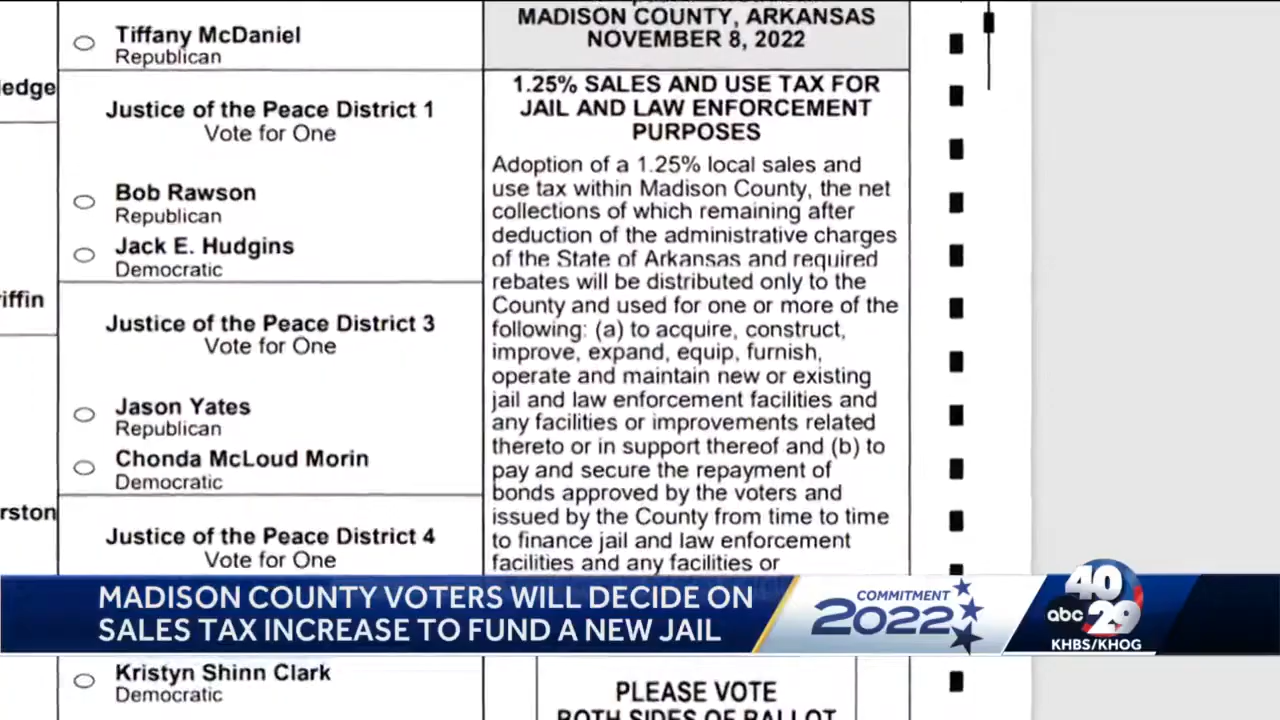 edge
iffin
rston
Tiffany McDaniel
Republican
Justice of the Peace District 1
Vote for One
Bob Rawson
Republican
Jack E. Hudgins
Democratic
Justice of the Peace District 3
Vote for One
Jason Yates
Republican
Chonda McLoud Morin
Democratic
Justice of the Peace District 4
Vote for One
Kristyn Shinn Clark
Democratic
MADISON COUNTY, ARKANSAS
NOVEMBER 8, 2022
1.25% SALES AND USE TAX FOR
JAIL AND LAW ENFORCEMENT
PURPOSES
Adoption of a 1.25% local sales and
use tax within Madison County, the net
collections of which remaining after
deduction of the administrative charges
of the State of Arkansas and required
rebates will be distributed only to the
County and used for one or more of the
following: (a) to acquire, construct,
improve, expand, equip, furnish,
operate and maintain new or existing
jail and law enforcement facilities and
any facilities or improvements related
thereto or in support thereof and (b) to
pay and secure the repayment of
bonds approved by the voters and
issued by the County from time to time
to finance jail and law enforcement
facilities and any facilities or
PLEASE VOTE
BOTH SIDES OF BALLOT
MADISON COUNTY VOTERS WILL DECIDE ON
SALES TAX INCREASE TO FUND A NEW JAIL
COMMITMENT
2022
40
abc 29
KHBS/KHOG